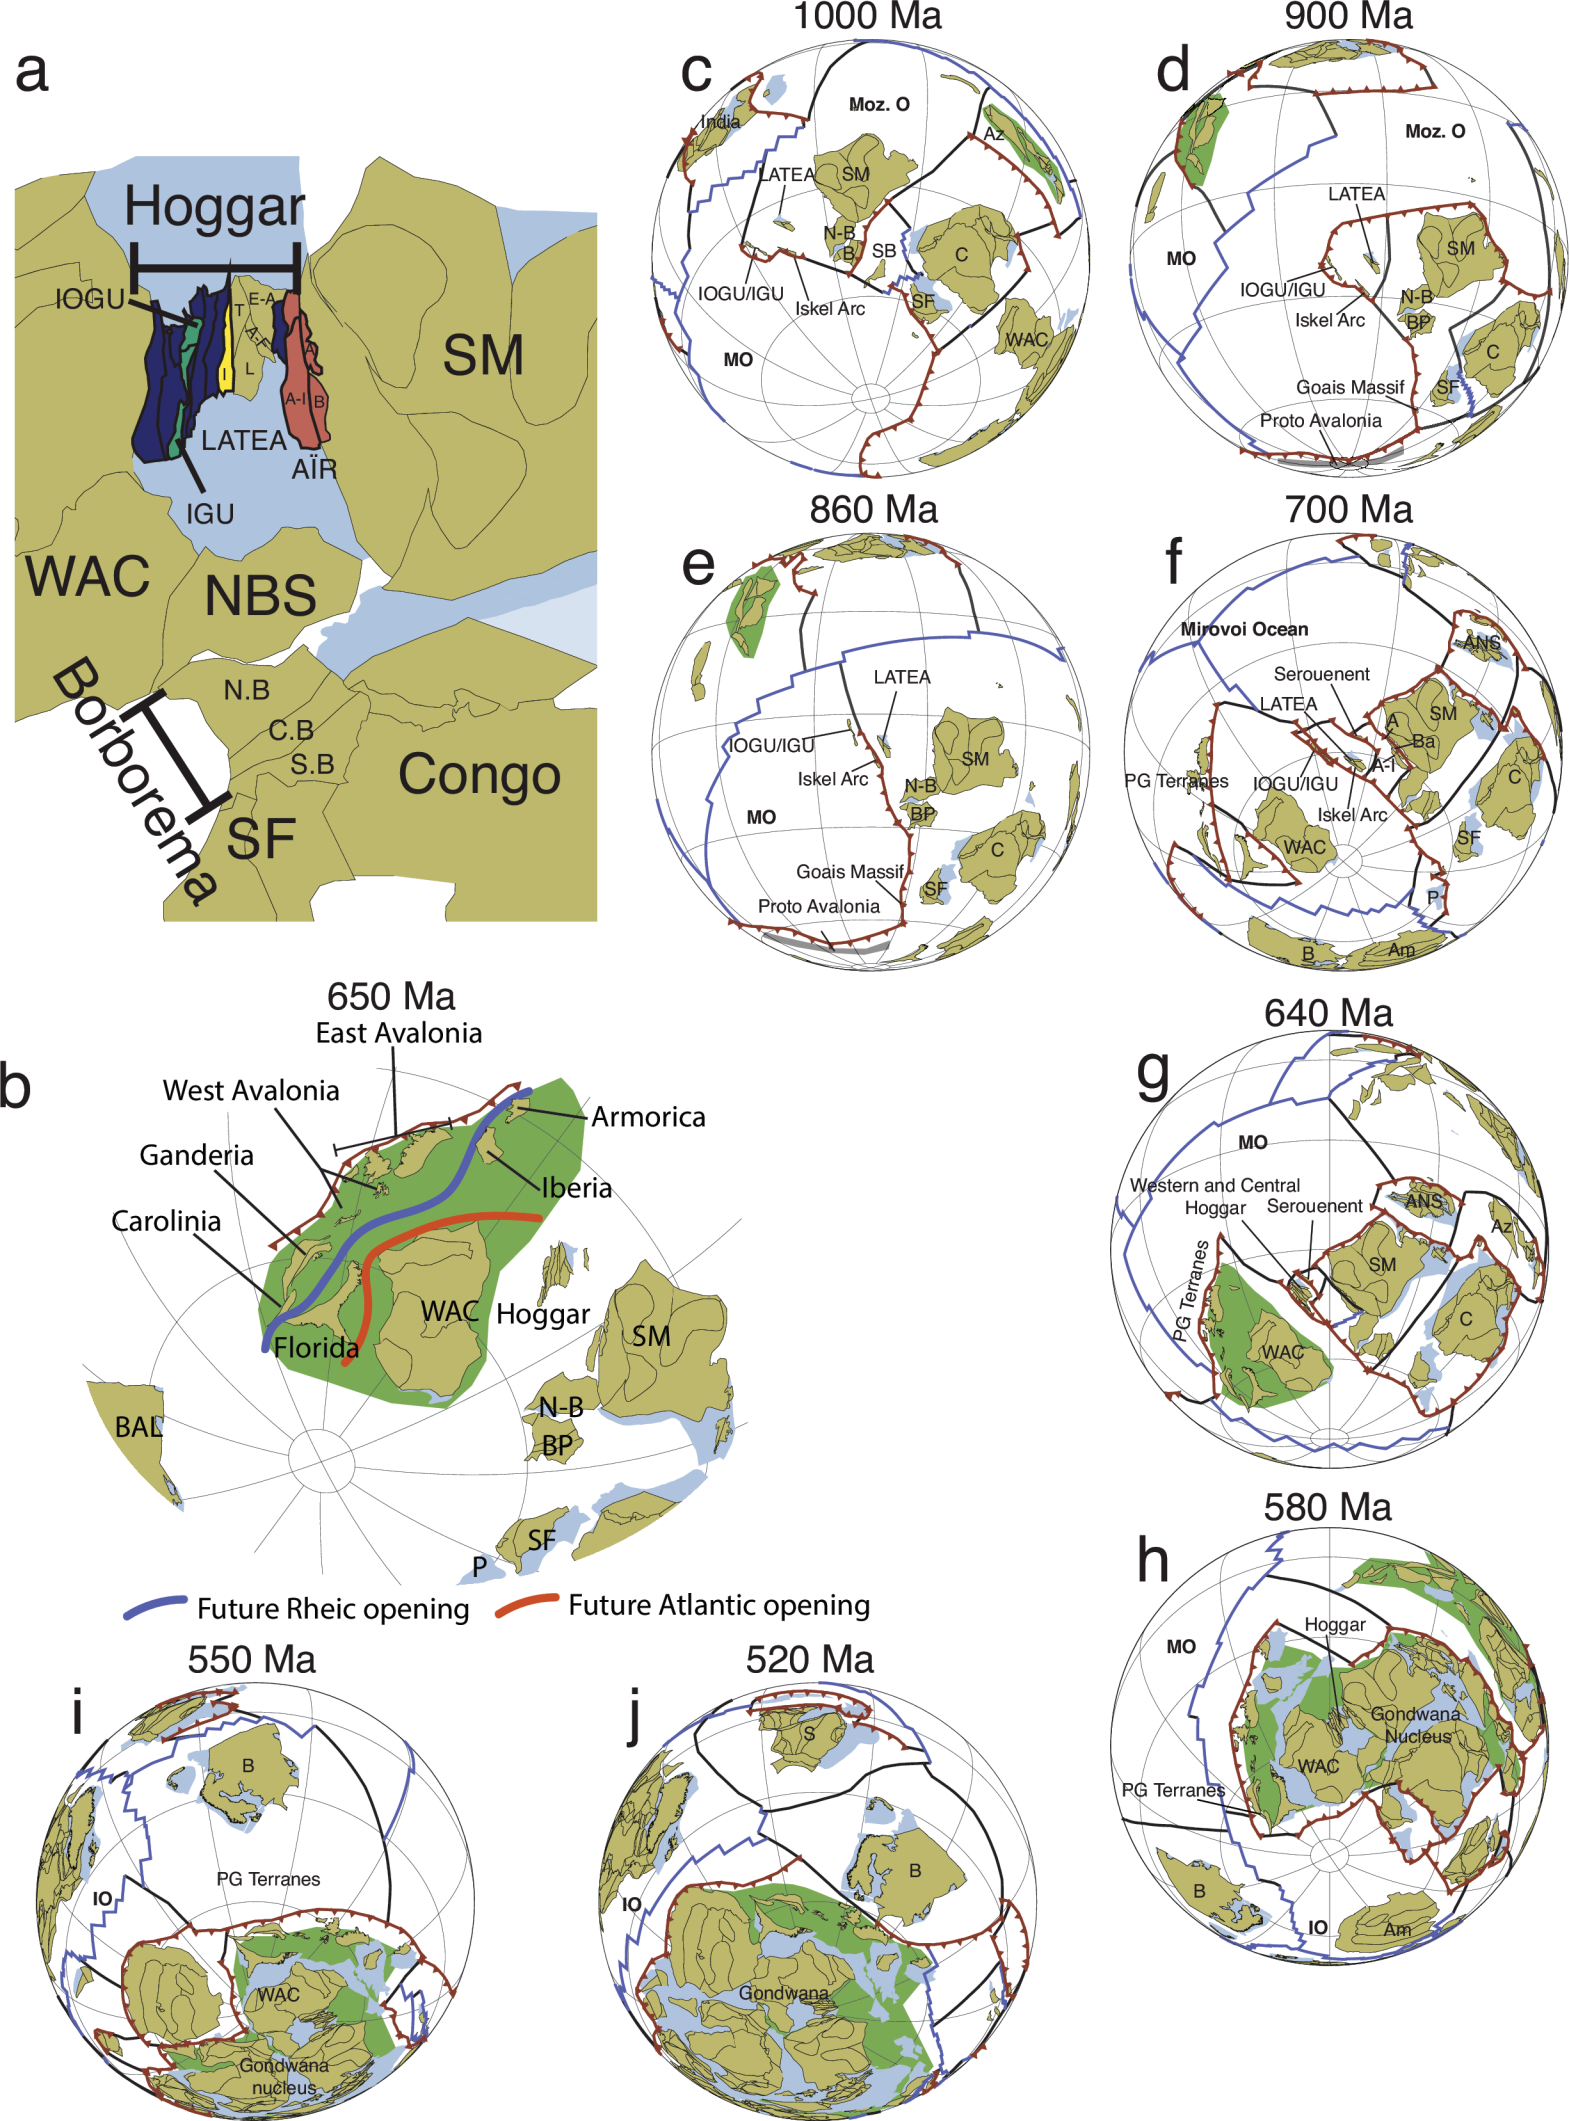 a
Hoggar
IOGU
T
E-A
A-F
I
L
A
A-I
B
LATEA
AÏR
IGU
SM
WAC
NBS
Borborema
N.B
C.B
S.B
SF
Congo
1000 Ma
c
Moz. O
India
Az
LATEA
SM
N-B
B
SB
C
IOGU/IGU
Iskel Arc
SF
WAC
MO
900 Ma
d
Moz. O
LATEA
MO
SM
IOGU/IGU
N-B
Iskel Arc
BP
C
Goais Massif
SF
Proto Avalonia
860 Ma
e
LATEA
IOGU/IGU
SM
Iskel Arc
N-B
MO
BP
C
Goais Massif
SF
Proto Avalonia
700 Ma
f
Mirovoi Ocean
ANS
Serouenent
LATEA
A
SM
Ba
A-I
PG Terranes
IOGU/IGU
C
Iskel Arc
WAC
SF
P
B
Am
650 Ma
b
East Avalonia
West Avalonia
Armorica
Ganderia
Iberia
Carolinia
WAC
Hoggar
SM
Florida
N-B
BAL
BP
SF
P
Future Rheic opening
Future Atlantic opening
640 Ma
g
MO
Western and Central
Hoggar
Serouenent
ANS
Az
SM
PG Terranes
C
WAC
580 Ma
h
MO
Hoggar
Gondwana
Nucleus
WAC
PG Terranes
B
IO
Am
550 Ma
i
B
PG Terranes
IO
WAC
Gondwana
nucleus
520 Ma
j
S
B
IO
Gondwana